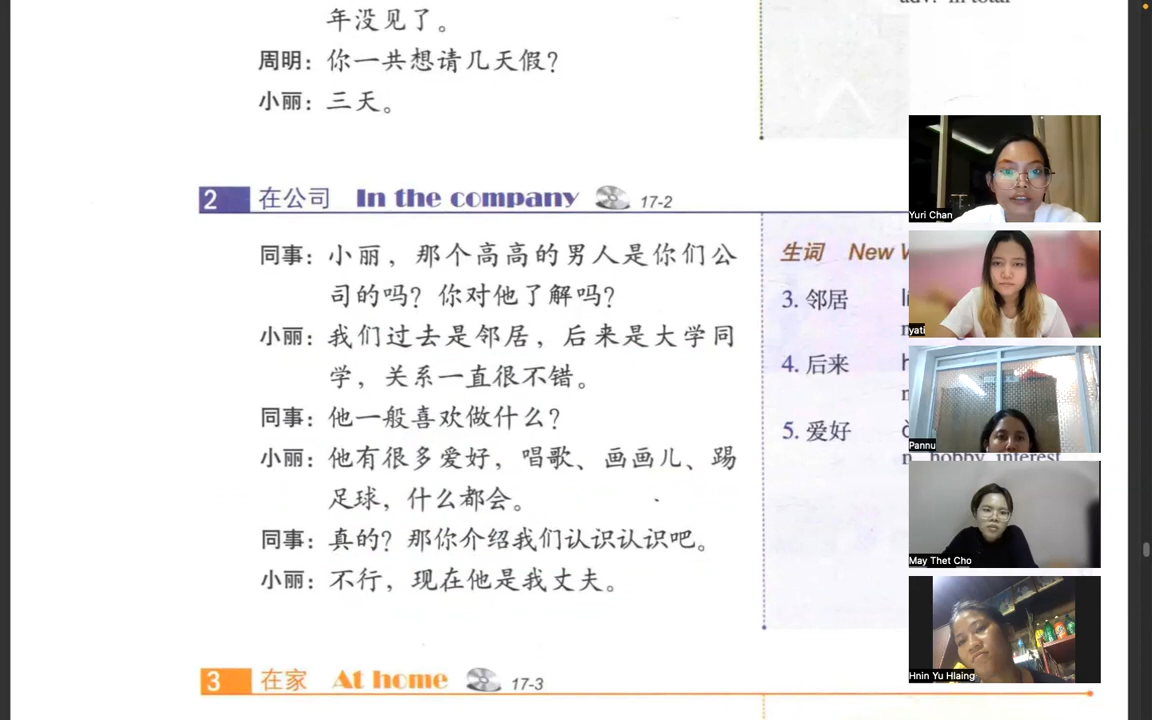 年没见了。
周明：你一共想请几天假？
小丽：三天。
adv. in total
2 在公司 In the company 17-2
同事：小丽，那个高高的男人是你们公
司的吗？你对他了解吗？
小丽：我们过去是邻居，后来是大学同
学，关系一直很不错。
同事：他一般喜欢做什么？
小丽：他有很多爱好，唱歌、画画儿、踢
足球，什么都会。
同事：真的？那你介绍我们认识认识吧。
小丽：不行，现在他是我丈夫。
生词 New
3. 邻居
4. 后来
5. 爱好
hobby, interest
3 在家 At home 17-3
Yuri Chan
yati
Pannu
May Thet Cho
Hnin Yu Hlaing